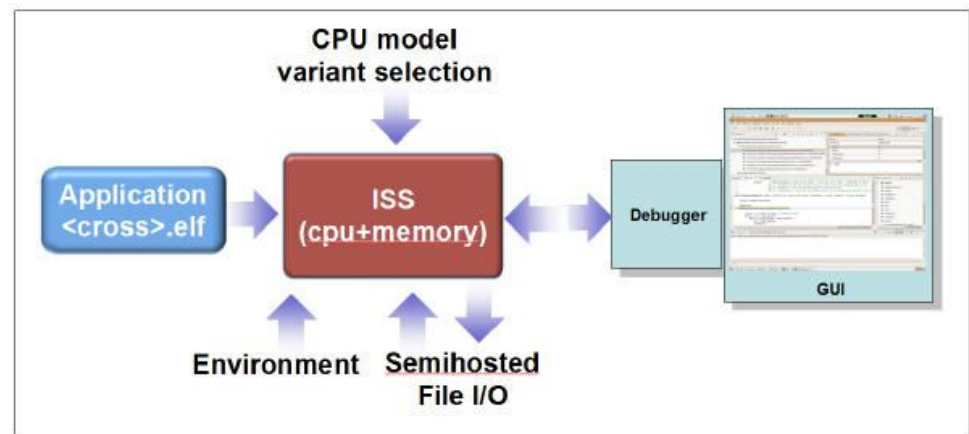 CPU model
variant selection
Application
<cross>.elf
ISS
(cpu+memory)
Debugger
GUI
Environment
Semihosted
File I/O